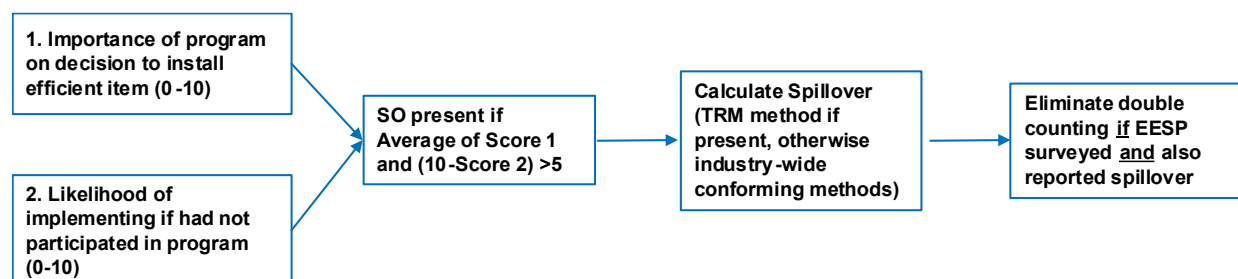 1. Importance of program
on decision to install
efficient item (0-10)
2. Likelihood of
implementing if had not
participated in program
(0-10)
SO present if
Average of Score 1
and (10-Score 2) >5
Calculate Spillover
(TRM method if
present, otherwise
industry-wide
conforming methods)
Eliminate double
counting if EESP
surveyed and also
reported spillover